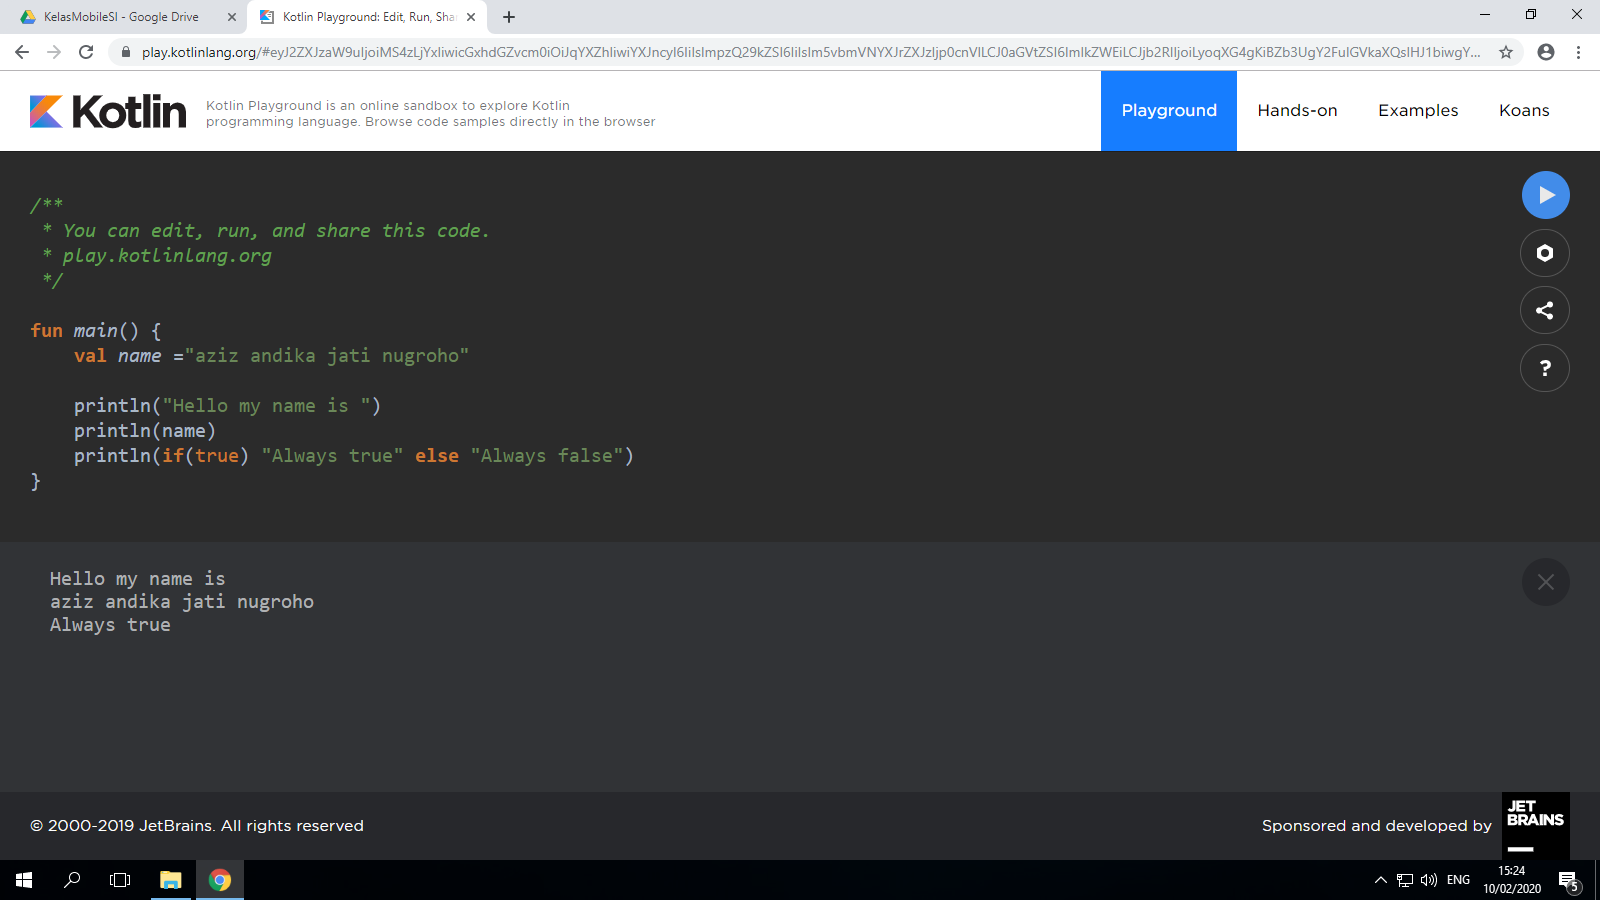 KelasMobileSI - Google Drive
Kotlin Playground: Edit, Run, Sha
play.kotlinlang.org/
Kotlin
Kotlin Playground is an online sandbox to explore Kotlin
programming language. Browse code samples directly in the browser
Playground
Hands-on
Examples
Koans
/**
* You can edit, run, and share this code.
* play.kotlinlang.org
*/
fun main() {
val name ="aziz andika jati nugroho"
println("Hello my name is ")
println(name)
println(if(true) "Always true" else "Always false")
}
Hello my name is
aziz andika jati nugroho
Always true
© 2000-2019 JetBrains. All rights reserved
Sponsored and developed by
JET
BRAINS
ENG
15:24
10/02/2020
5